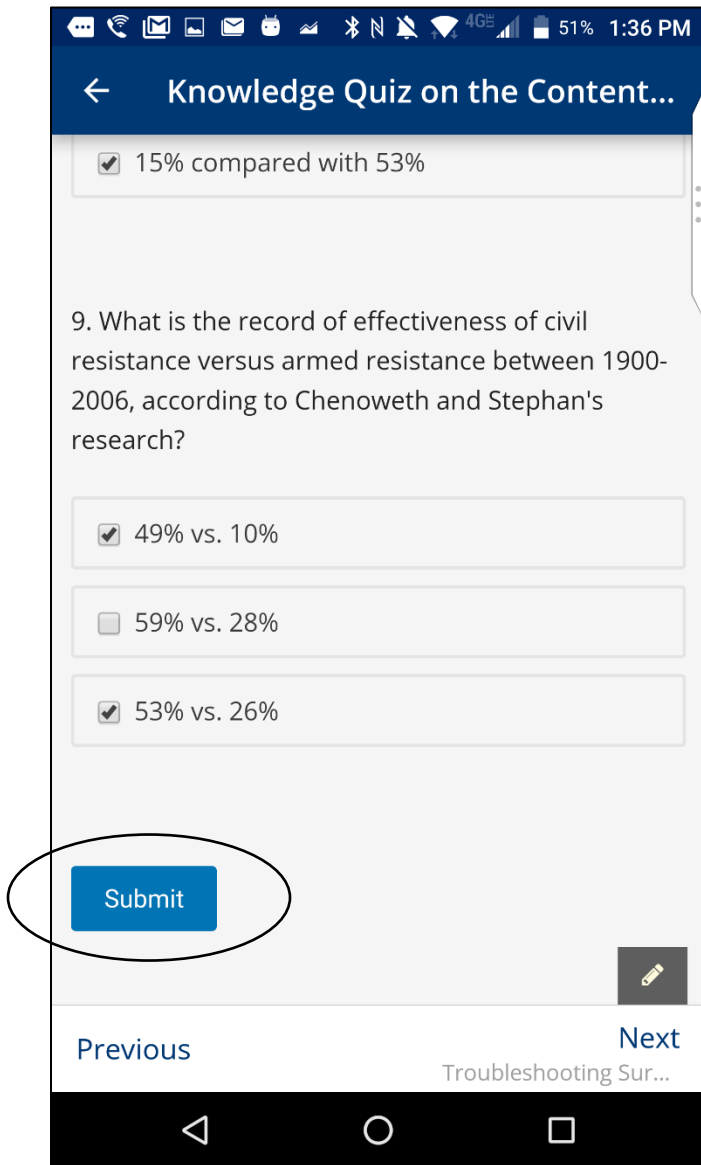 4GE 51% 1:36 PM
Knowledge Quiz on the Content...
15% compared with 53%
9. What is the record of effectiveness of civil
resistance versus armed resistance between 1900-
2006, according to Chenoweth and Stephan's
research?
49% vs. 10%
59% vs. 28%
53% vs. 26%
Submit
Previous
Next
Troubleshooting Sur...